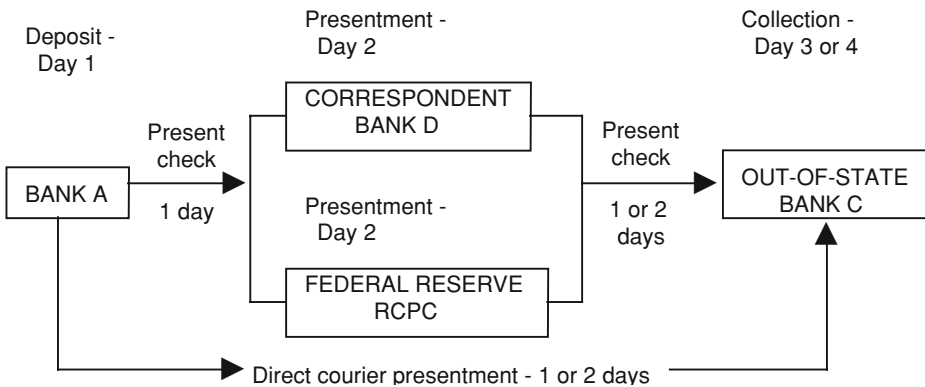 Deposit -
Day 1
Presentment -
Day 2
Collection -
Day 3 or 4
CORRESPONDENT
BANK D
Present
check
1 day
BANK A
Presentment -
Day 2
FEDERAL RESERVE
RCPC
Present
check
1 or 2
days
OUT-OF-STATE
BANK C
Direct courier presentment - 1 or 2 days